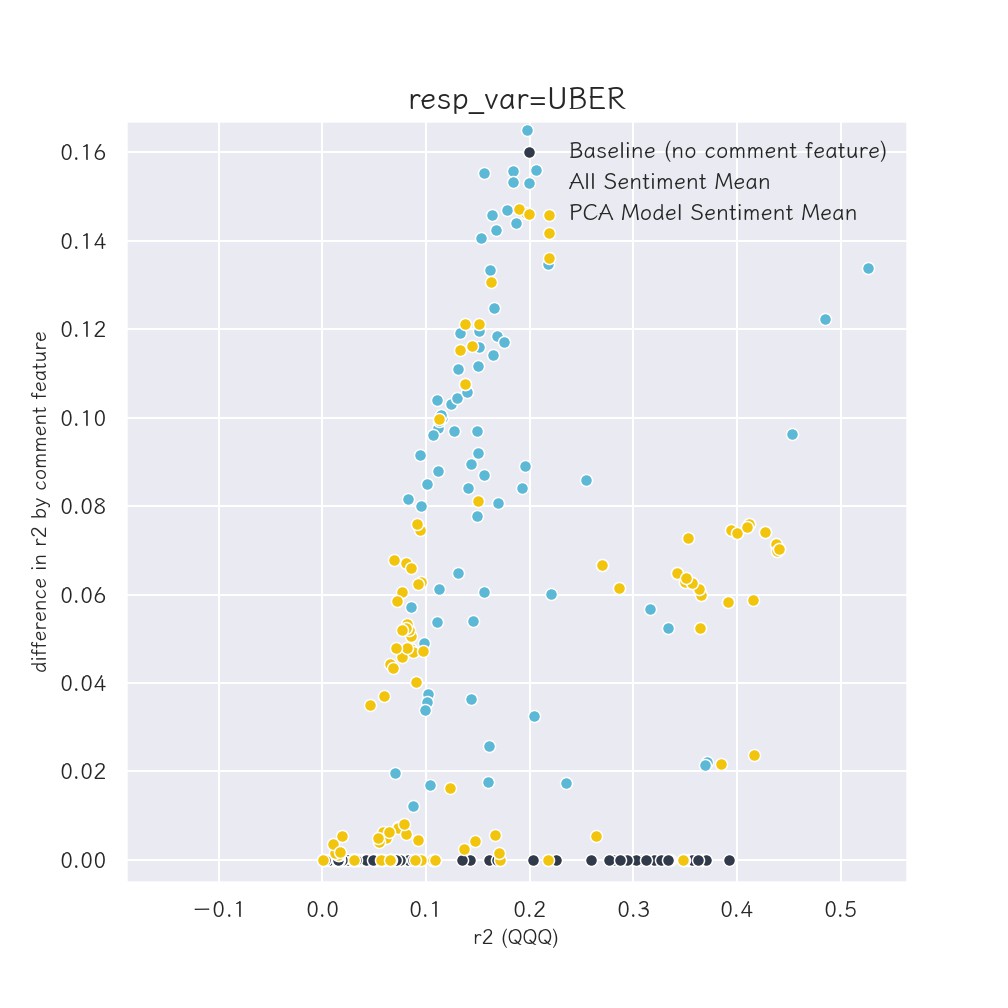 resp_var=UBER
0.16
0.14
0.12
0.10
0.08
0.06
0.04
0.02
0.00
difference in r2 by comment feature
Baseline (no comment feature)
All Sentiment Mean
PCA Model Sentiment Mean
−0.1 0.0 0.1 0.2 0.3 0.4 0.5
r2 (QQQ)